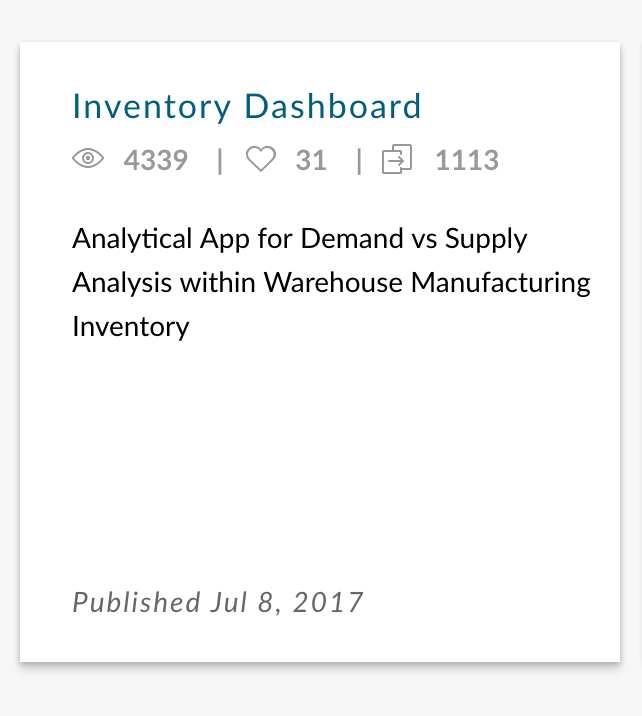 Inventory Dashboard
4339 | 31 | 1113
Analytical App for Demand vs Supply
Analysis within Warehouse Manufacturing
Inventory
Published Jul 8, 2017